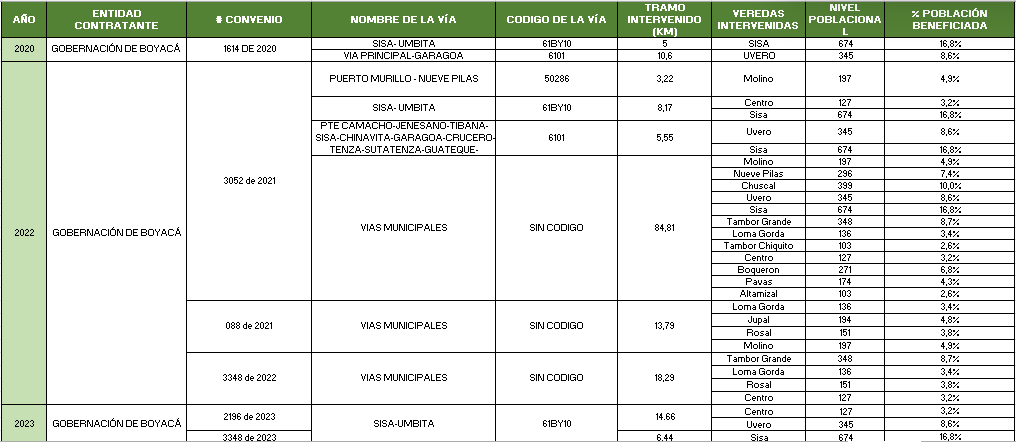 AÑO ENTIDAD CONTRATANTE # CONVENIO NOMBRE DE LA VÍA CODIGO DE LA VÍA TRAMO INTERVENIDO (KM) VEREDAS INTERVENIDAS NIVEL POBLACIONAL % POBLACIÓN BENEFICIADA
2020 GOBERNACIÓN DE BOYACÁ 1614 DE 2020 SISA- UMBITA 61BY10 5 SISA 674 16,8%
VIA PRINCIPAL-GARAGOA 6101 10,6 UVERO 345 8,6%
2022 GOBERNACIÓN DE BOYACÁ 3052 de 2021 PUERTO MURILLO - NUEVE PILAS 50286 3,22 Molino 197 4,9%
SISA- UMBITA 61BY10 8,17 Centro 127 3,2%
Sisa 674 16,8%
PTE CAMACHO-JENESANO-TIBANA-
SISA-CHINAVITA-GARAGOA-CRUCERO-
TENZA-SUTATENZA-GUATEQUE-
6101 5,55 Uvero 345 8,6%
Sisa 674 16,8%
VIAS MUNICIPALES SIN CODIGO 84,81 Molino 197 4,9%
Nueve Pilas 296 7,4%
Chuscal 399 10,0%
Uvero 345 8,6%
Sisa 674 16,8%
Tambor Grande 348 8,7%
Loma Gorda 136 3,4%
Tambor Chiquito 103 2,6%
Centro 127 3,2%
Boqueron 271 6,8%
Pavas 174 4,3%
Altamizal 103 2,6%
088 de 2021 VIAS MUNICIPALES SIN CODIGO 13,79 Loma Gorda 136 3,4%
Jupal 194 4,8%
Rosal 151 3,8%
Molino 197 4,9%
3348 de 2022 VIAS MUNICIPALES SIN CODIGO 18,29 Tambor Grande 348 8,7%
Loma Gorda 136 3,4%
Rosal 151 3,8%
Centro 127 3,2%
2023 GOBERNACIÓN DE BOYACÁ 2196 de 2023 SISA-UMBITA 61BY10 14.66 Centro 127 3,2%
Uvero 345 8,6%
3348 de 2023 6.44 Sisa 674 16,8%